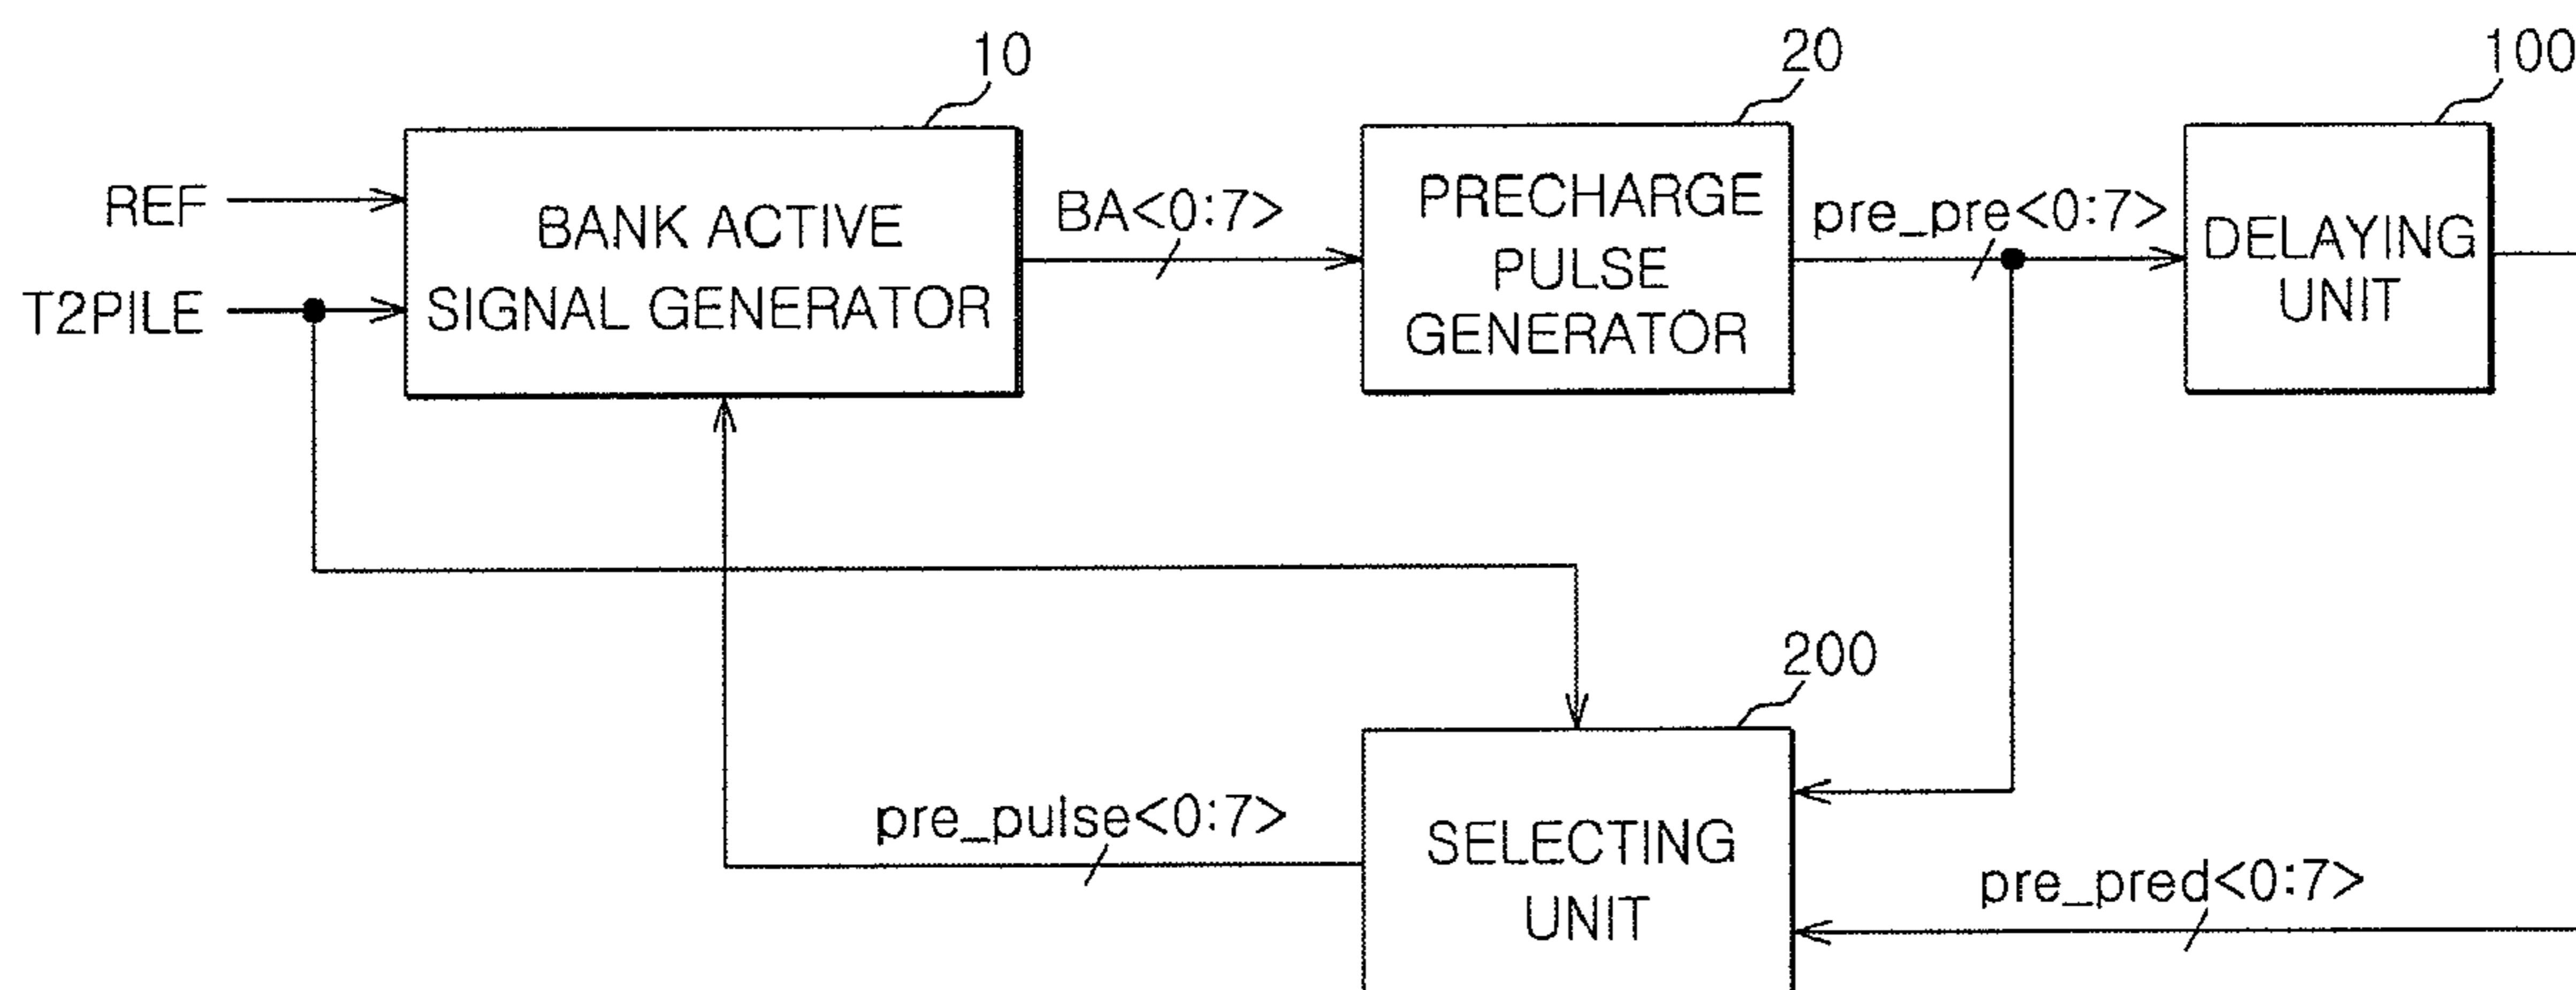 10
20
100
REF
T2PILE
BANK ACTIVE
SIGNAL GENERATOR
BA<0:7>
PRECHARGE
PULSE
GENERATOR
pre_pre<0:7>
DELAYING
UNIT
200
pre_pulse<0:7>
SELECTING
UNIT
pre_pred<0:7>